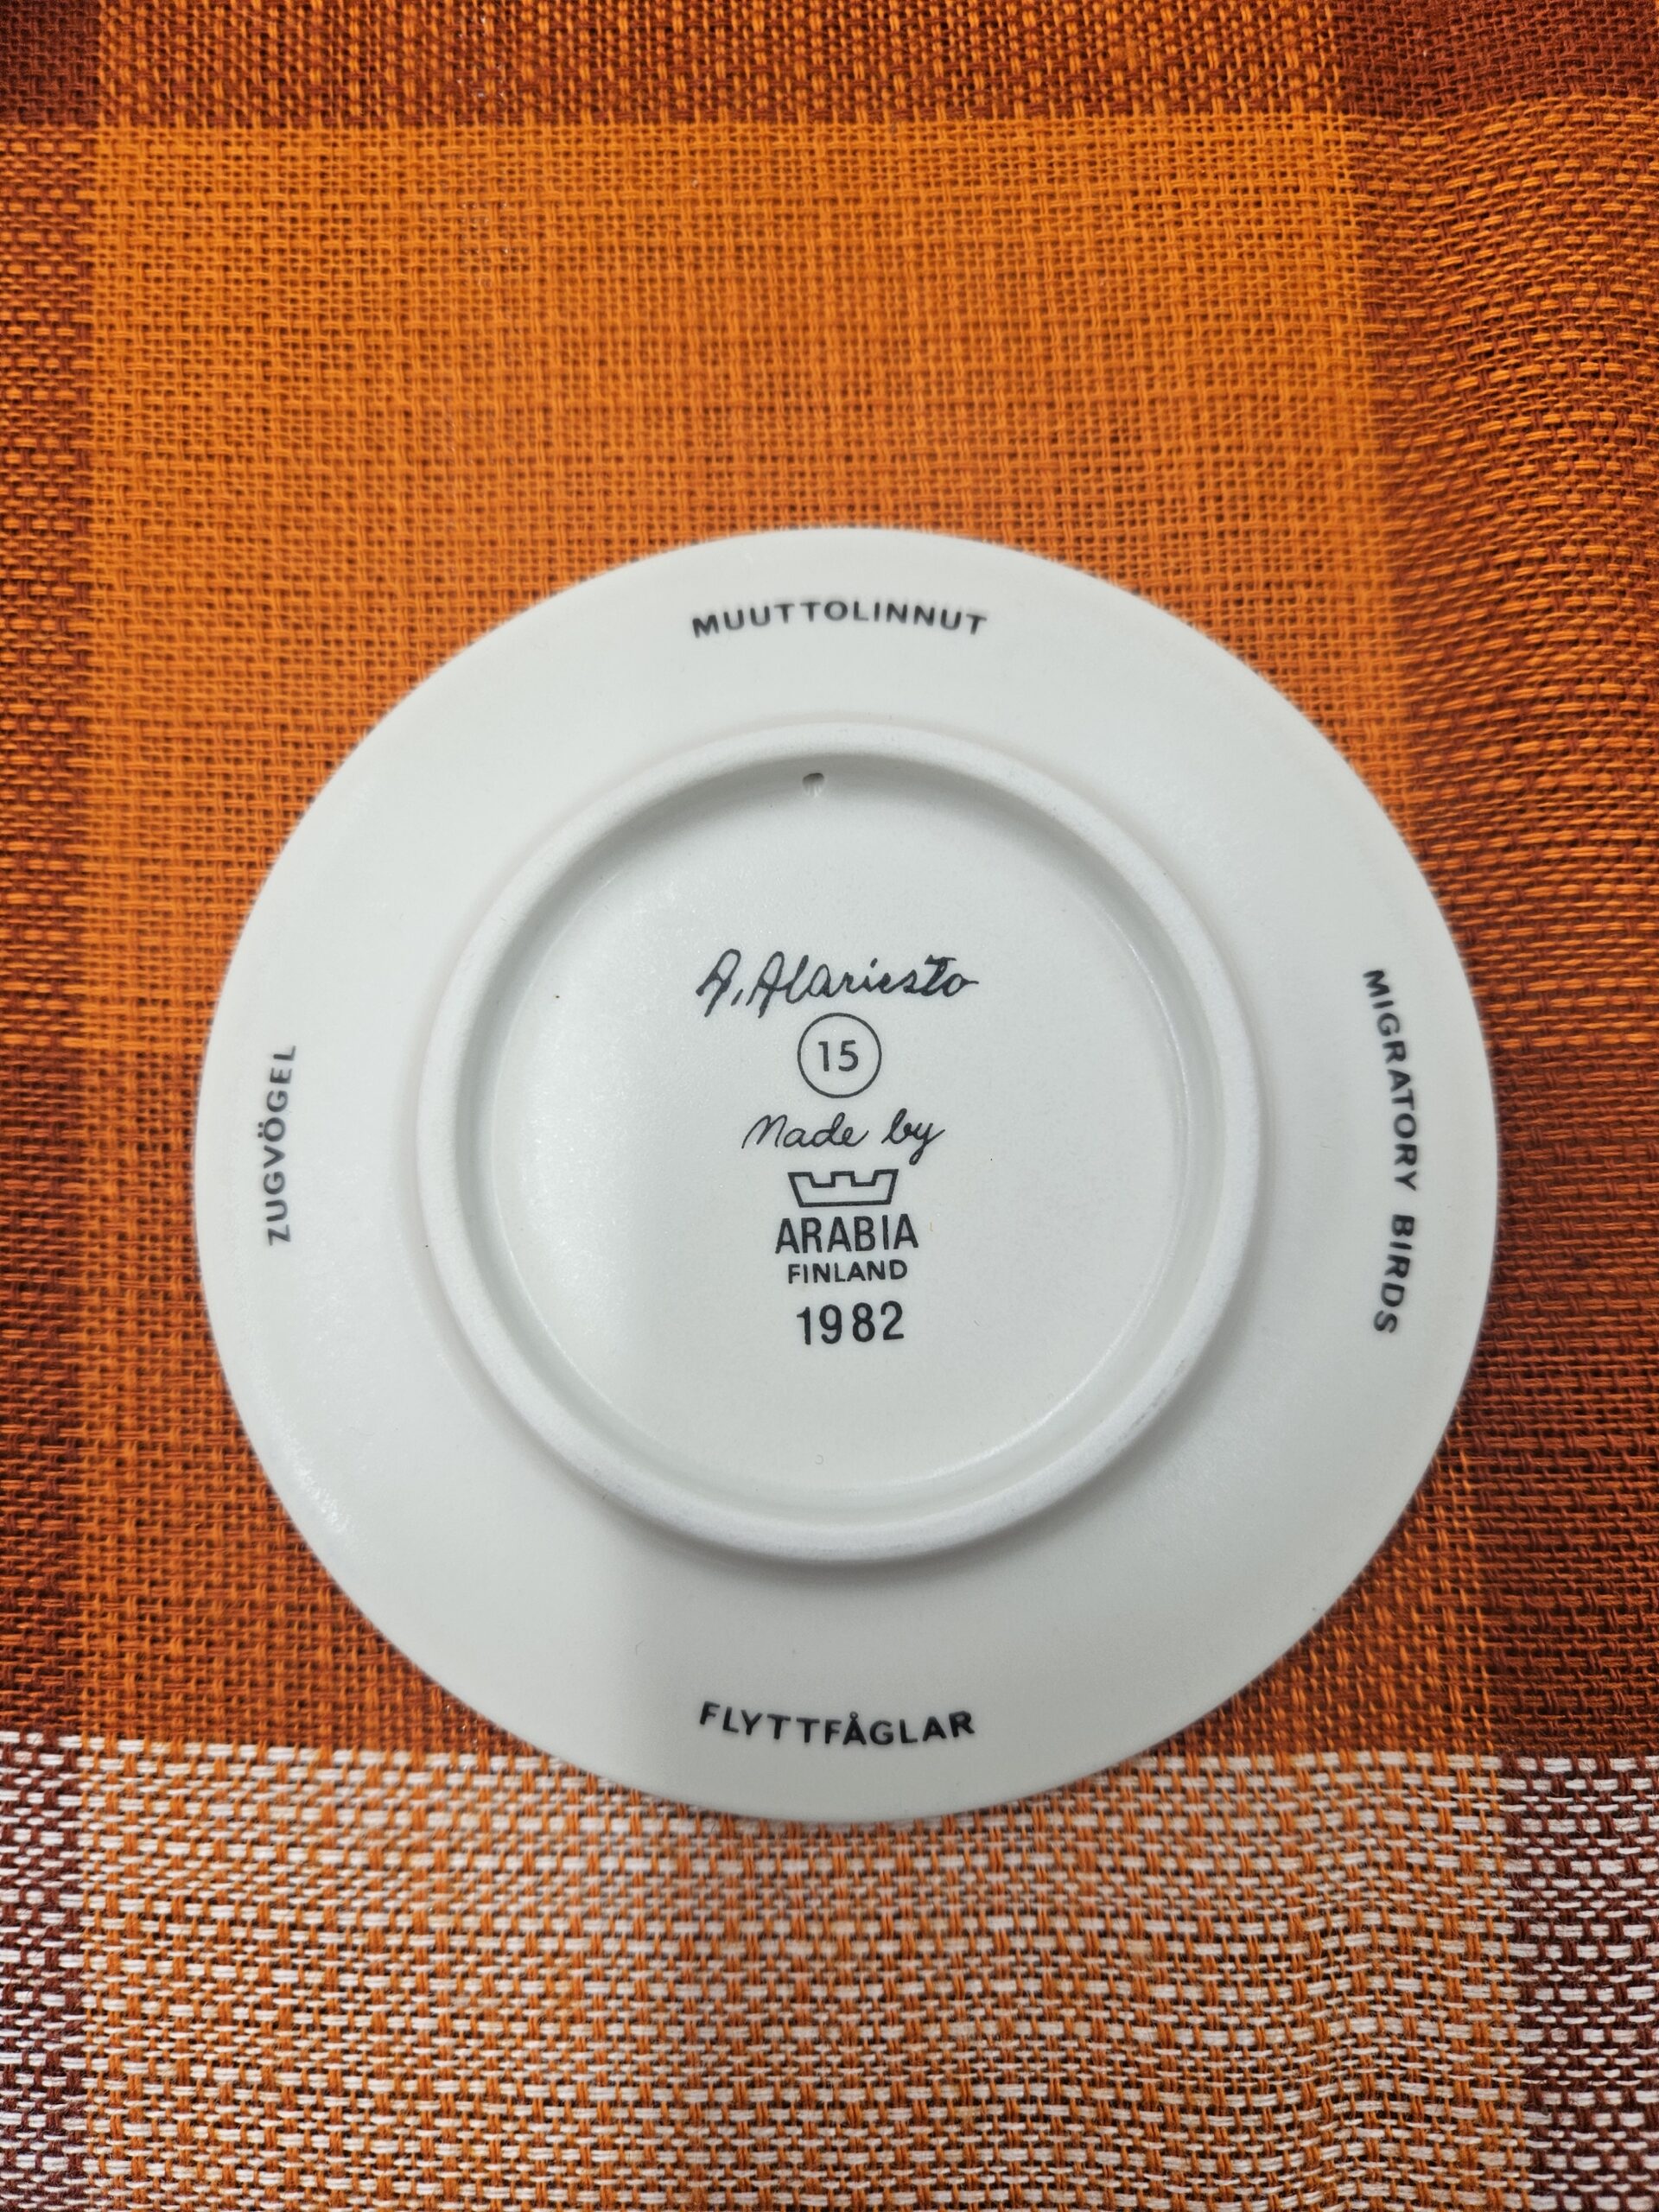 MUUTTOLINNUT
A. Alariesto
15
Made by
ARABIA
FINLAND
1982
MIGRATORY BIRDS
FLYTTFÅGLAR
ZUGVÖGEL